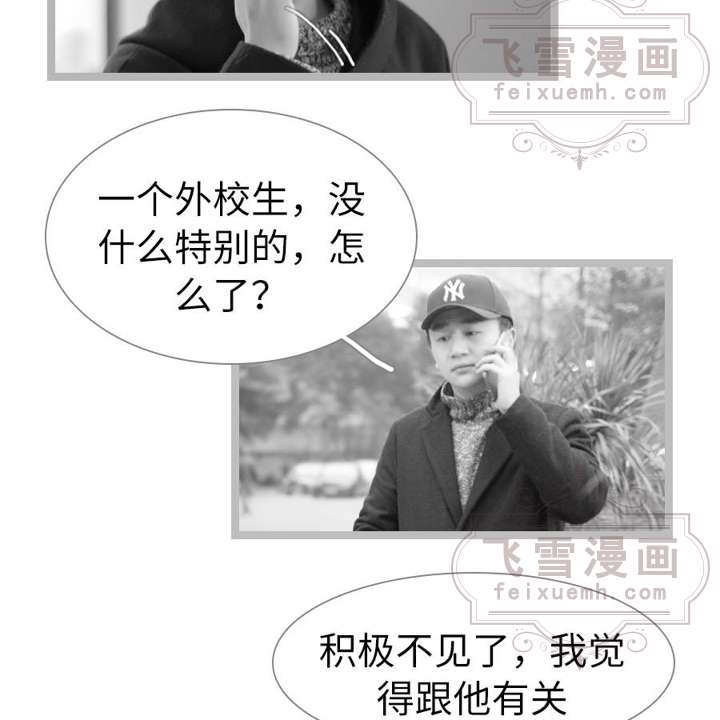 飞雪漫画
feixuemh.com
一个外校生，没
什么特别的，怎
么了？
NY
飞雪漫画
feixuemh.com
积极不见了，我觉
得跟他有关